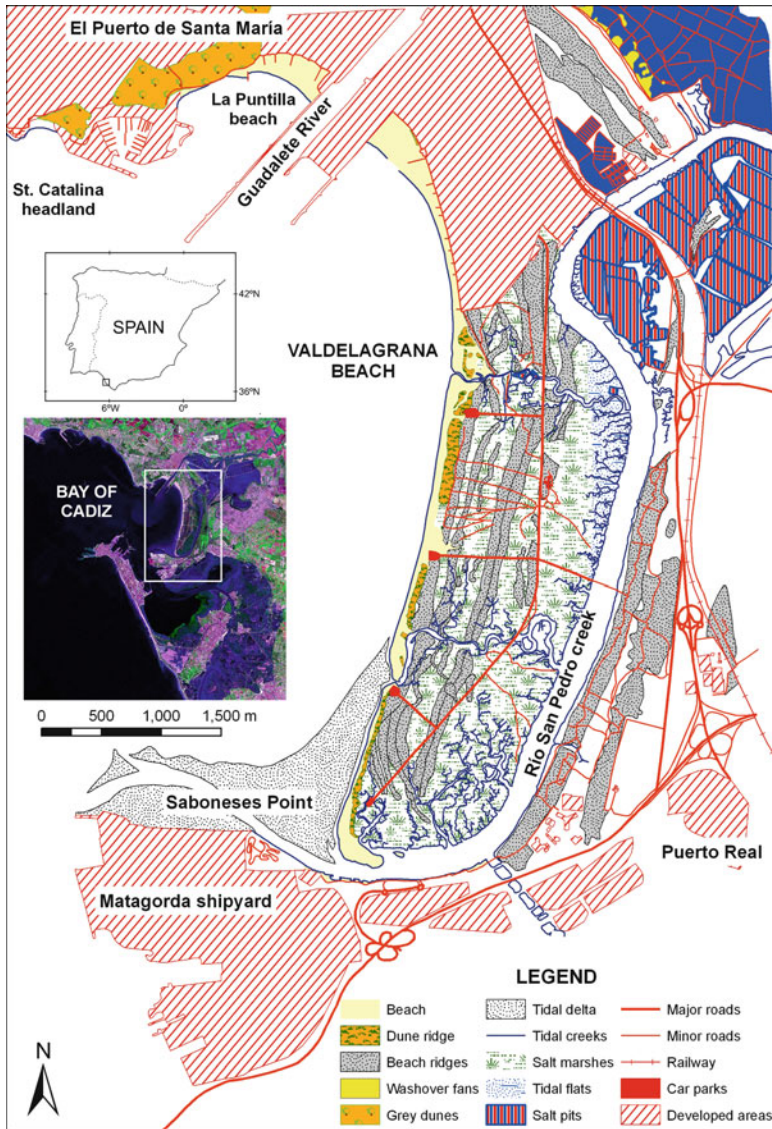 El Puerto de Santa María
La Puntilla
beach
Guadalete River
St. Catalina
headland
42ºN
SPAIN
36ºN
6ºW
0º
VALDELAGRANA
BEACH
BAY OF
CADIZ
0 500 1,000 1,500 m
Rio San Pedro creek
Saboneses Point
Puerto Real
Matagorda shipyard
LEGEND
Beach
Dune ridge
Beach ridges
Washover fans
Grey dunes
Tidal delta
Tidal creeks
Salt marshes
Tidal flats
Salt pits
Major roads
Minor roads
Railway
Car parks
Developed areas
N